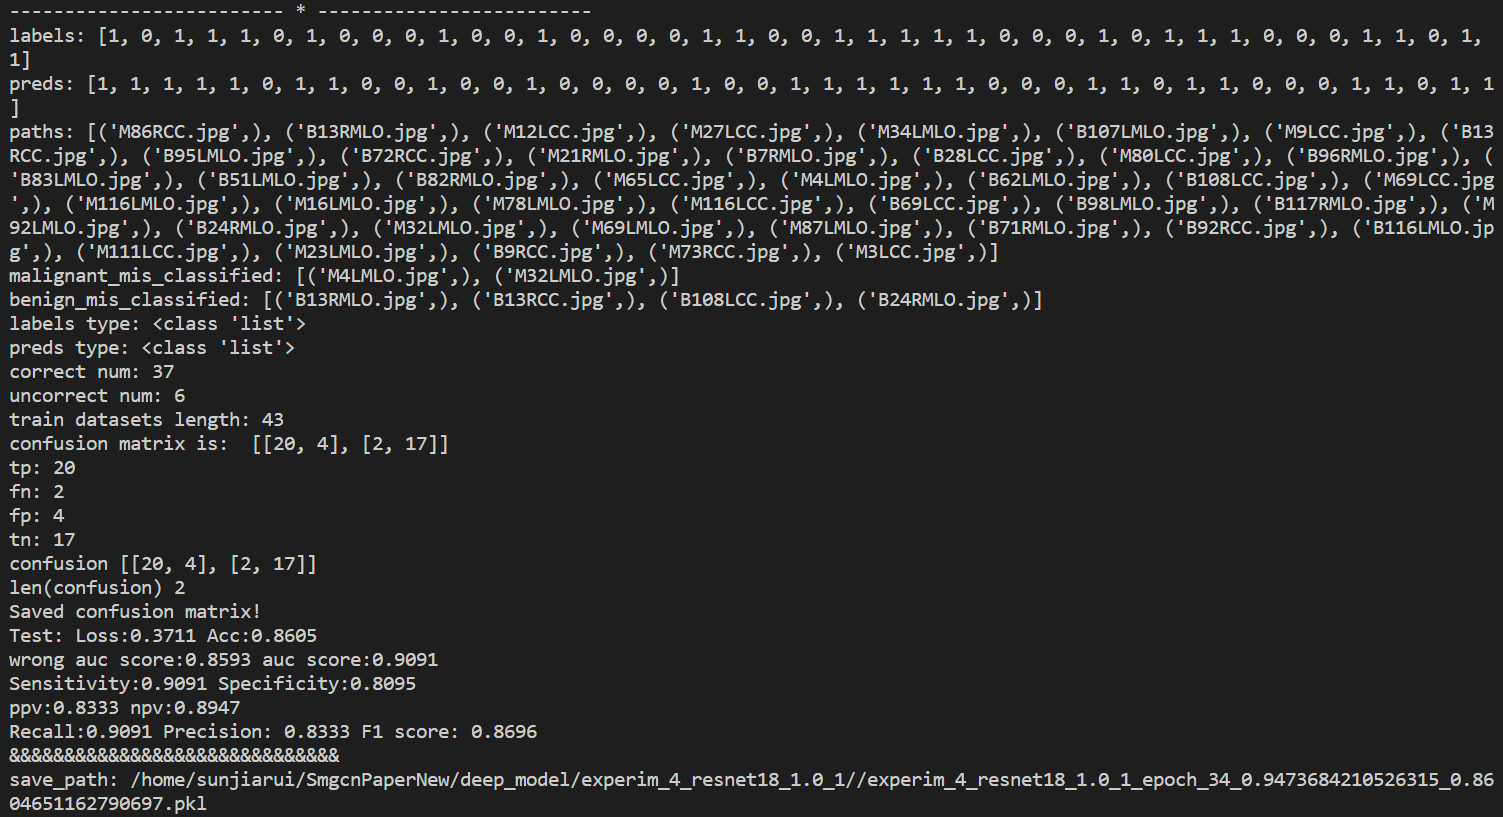 ------------------------- * -------------------------
labels: [1, 0, 1, 1, 1, 0, 1, 0, 0, 0, 1, 0, 0, 1, 0, 0, 0, 0, 1, 1, 0, 0, 1, 1, 1, 1, 1, 0, 0, 0, 1, 0, 1, 1, 1, 0, 0, 0, 1, 1, 0, 1,
1]
preds: [1, 1, 1, 1, 1, 0, 1, 1, 0, 0, 1, 0, 0, 1, 0, 0, 0, 0, 1, 0, 0, 1, 1, 1, 1, 1, 1, 0, 0, 0, 1, 1, 0, 1, 1, 0, 0, 0, 1, 1, 0, 1, 1
]
paths: [('M86RCC.jpg',), ('B13RMLO.jpg',), ('M12LCC.jpg',), ('M27LCC.jpg',), ('M34LMLO.jpg',), ('B107LMLO.jpg',), ('M9LCC.jpg',), ('B13
RCC.jpg',), ('B95LMLO.jpg',), ('B72RCC.jpg',), ('M21RMLO.jpg',), ('B7RMLO.jpg',), ('B28LCC.jpg',), ('M80LCC.jpg',), ('B96RMLO.jpg',), (
'B83LMLO.jpg',), ('B51LMLO.jpg',), ('B82RMLO.jpg',), ('M65LCC.jpg',), ('M4LMLO.jpg',), ('B62LMLO.jpg',), ('B108LCC.jpg',), ('M69LCC.jpg
',), ('M116LMLO.jpg',), ('M16LMLO.jpg',), ('M78LMLO.jpg',), ('M116LCC.jpg',), ('B69LCC.jpg',), ('B98LMLO.jpg',), ('B117RMLO.jpg',), ('M
92LMLO.jpg',), ('B24RMLO.jpg',), ('M32LMLO.jpg',), ('M69LMLO.jpg',), ('M87LMLO.jpg',), ('B71RMLO.jpg',), ('B92RCC.jpg',), ('B116LMLO.jp
g',), ('M111LCC.jpg',), ('M23LMLO.jpg',), ('B9RCC.jpg',), ('M73RCC.jpg',), ('M3LCC.jpg',)]
malignant_mis_classified: [('M4LMLO.jpg',), ('M32LMLO.jpg',)]
benign_mis_classified: [('B13RMLO.jpg',), ('B13RCC.jpg',), ('B108LCC.jpg',), ('B24RMLO.jpg',)]
labels type: <class 'list'>
preds type: <class 'list'>
correct num: 37
uncorrect num: 6
train datasets length: 43
confusion matrix is:  [[20, 4], [2, 17]]
tp: 20
fn: 2
fp: 4
tn: 17
confusion [[20, 4], [2, 17]]
len(confusion) 2
Saved confusion matrix!
Test: Loss:0.3711 Acc:0.8605
wrong auc score:0.8593 auc score:0.9091
Sensitivity:0.9091 Specificity:0.8095
ppv:0.8333 npv:0.8947
Recall:0.9091 Precision: 0.8333 F1 score: 0.8696
&&&&&&&&&&&&&&&&&&&&&&&&&&&&&&
save_path: /home/sunjiarui/SmgcnPaperNew/deep_model/experim_4_resnet18_1.0_1//experim_4_resnet18_1.0_1_epoch_34_0.9473684210526315_0.86
04651162790697.pkl